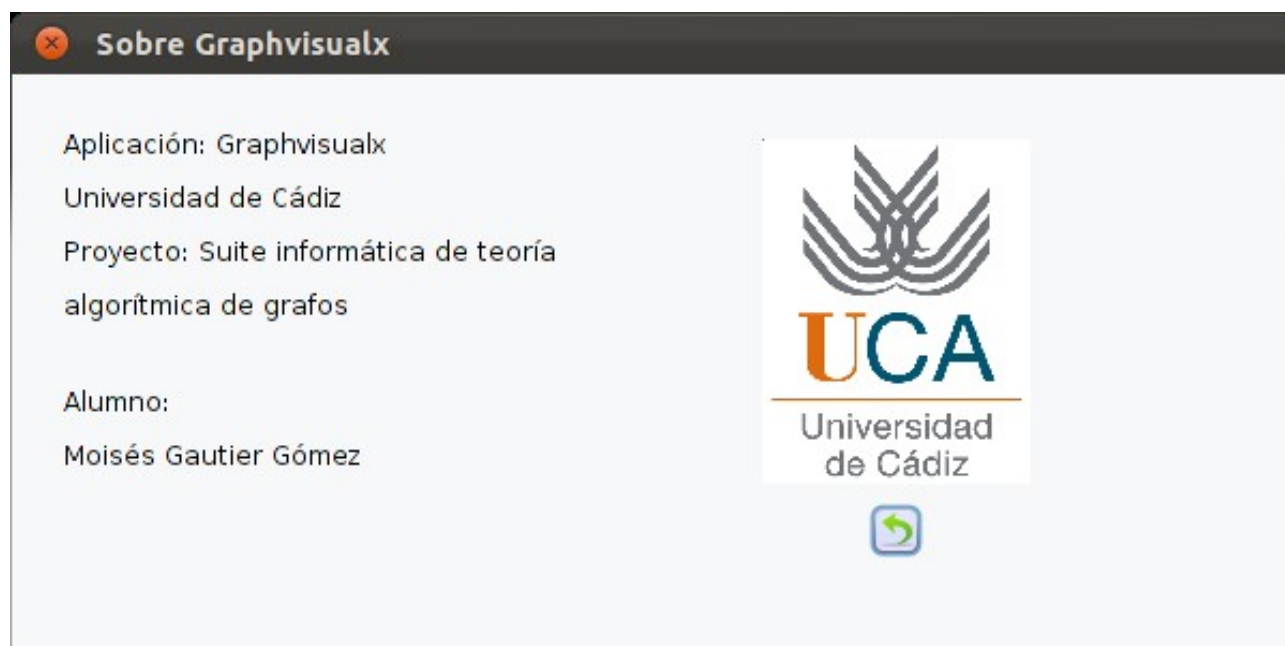 Sobre Graphvisualx
Aplicación: Graphvisualx
Universidad de Cádiz
Proyecto: Suite informática de teoría
algorítmica de grafos
Alumno:
Moisés Gautier Gómez
UCA
Universidad
de Cádiz